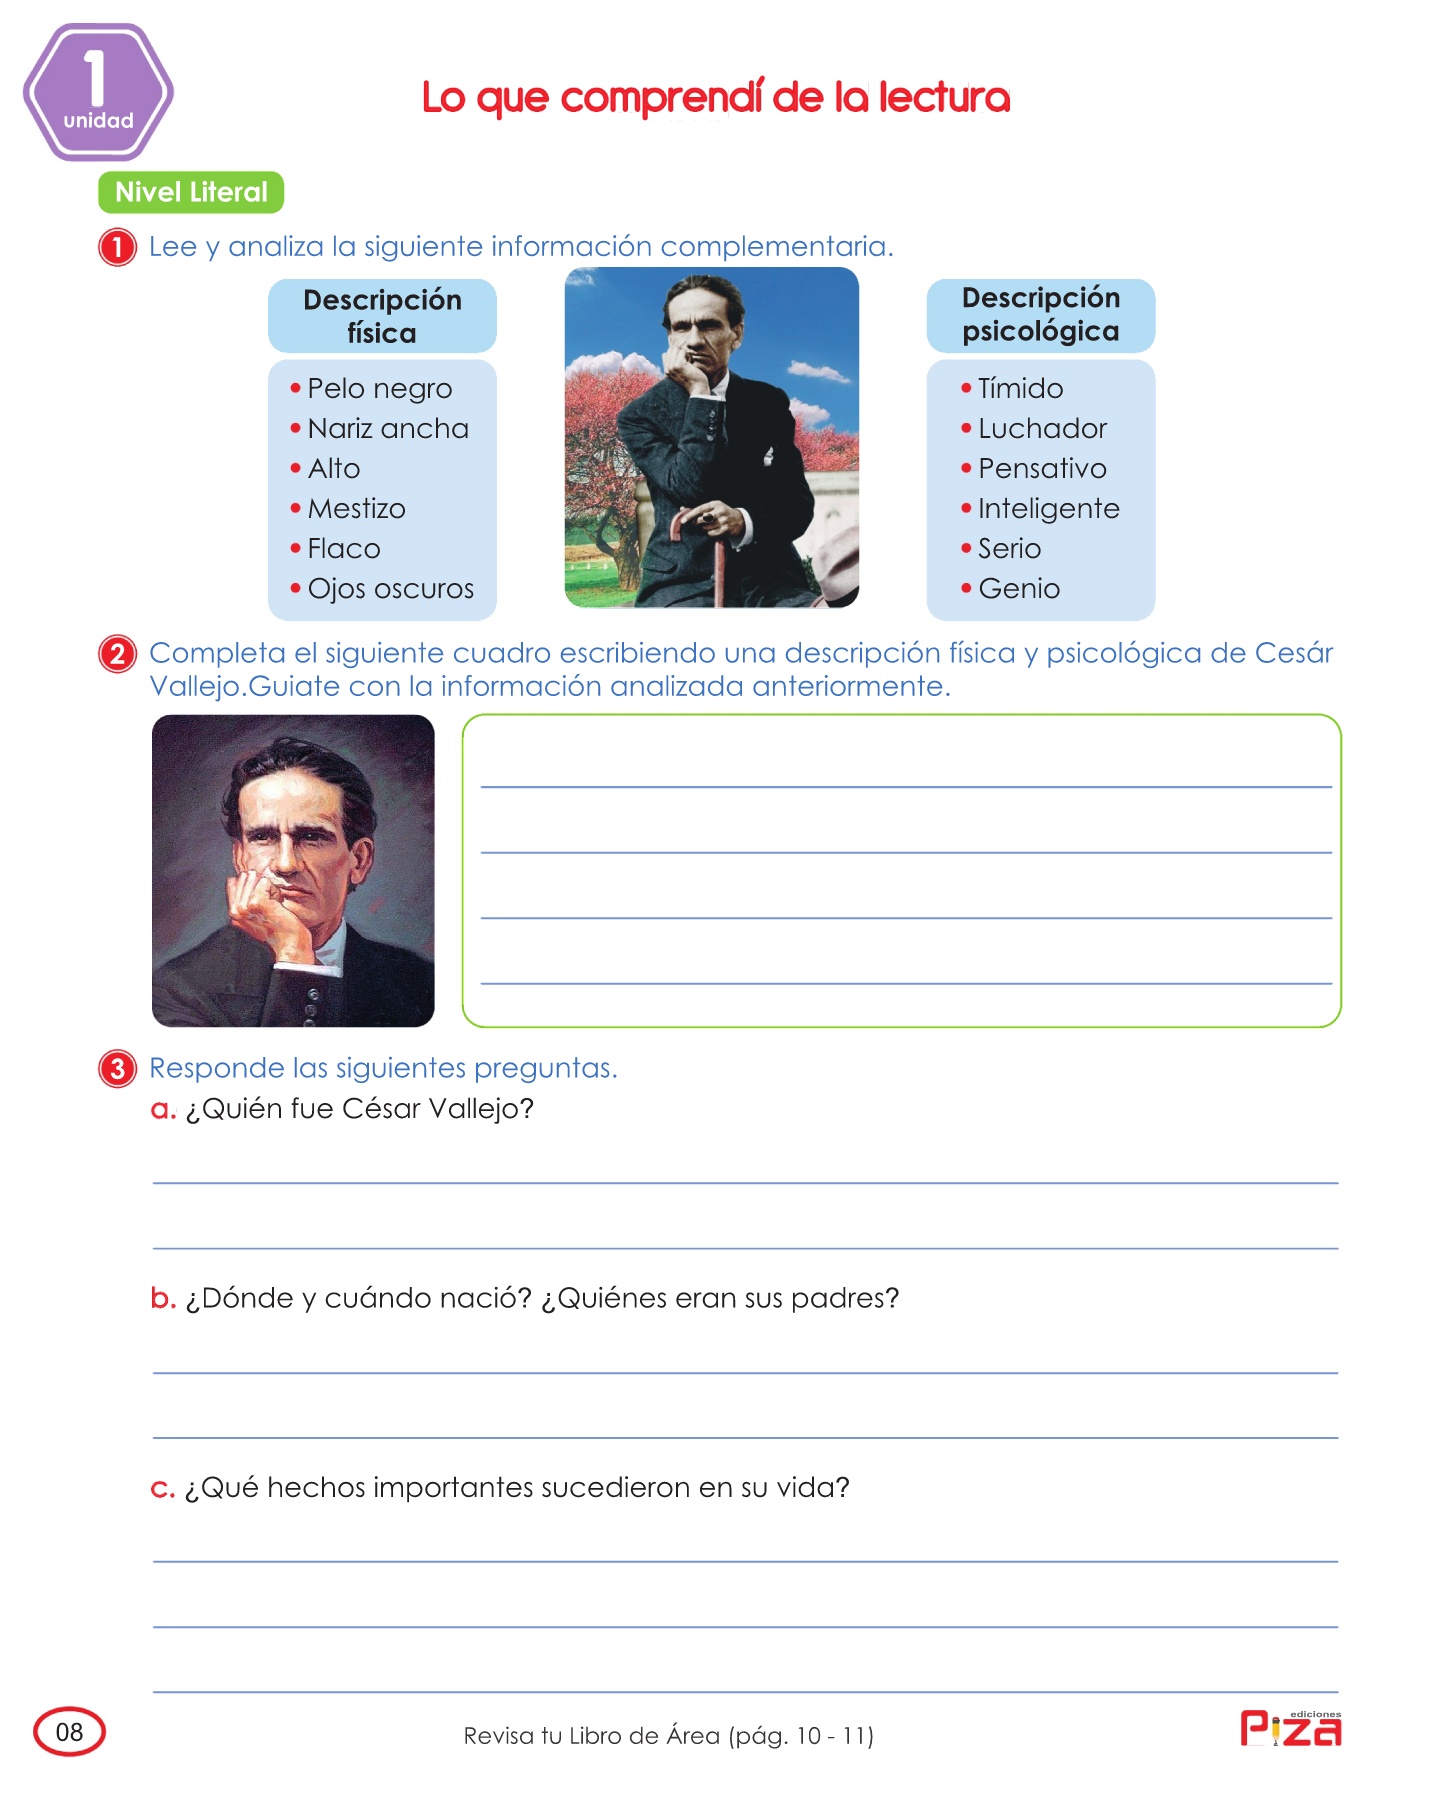 1
unidad
Lo que comprendí de la lectura
Nivel Literal
1 Lee y analiza la siguiente información complementaria.
Descripción
física
• Pelo negro
• Nariz ancha
• Alto
• Mestizo
• Flaco
• Ojos oscuros
Descripción
psicológica
• Tímido
• Luchador
• Pensativo
• Inteligente
• Serio
• Genio
2 Completa el siguiente cuadro escribiendo una descripción física y psicológica de Cesár
Vallejo.Guiate con la información analizada anteriormente.
3 Responde las siguientes preguntas.
a. ¿Quién fue César Vallejo?
b. ¿Dónde y cuándo nació? ¿Quiénes eran sus padres?
c. ¿Qué hechos importantes sucedieron en su vida?
08
Revisa tu Libro de Área (pág. 10 - 11)
ediciones
Piza